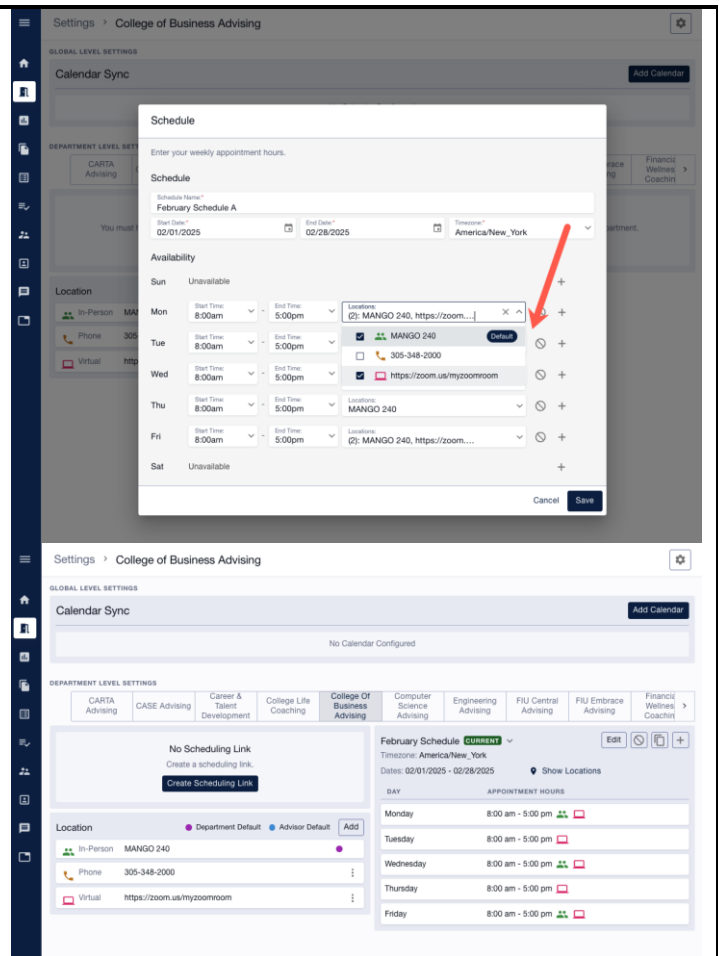 Settings > College of Business Advising
GLOBAL LEVEL SETTINGS
Calendar Sync
Add Calendar
DEPARTMENT LEVEL SETT
CARTA
Advising
race
ng
Financia
Wellnes
Coachin
You must
partment.
Location
In-Person MAN
Phone 305
Virtual http
Schedule
Enter your weekly appointment hours.
Schedule
Schedule Name:*
February Schedule A
Start Date:*
02/01/2025
End Date:*
02/28/2025
Timezone:*
America/New_York
Availability
Sun Unavailable
Mon
Start Time:
8:00am
-
End Time:
5:00pm
Locations:
(2): MANGO 240, https://zoom....
MANGO 240 Default
305-348-2000
https://zoom.us/myzoomroom
Tue
Start Time:
8:00am
-
End Time:
5:00pm
Wed
Start Time:
8:00am
-
End Time:
5:00pm
Thu
Start Time:
8:00am
-
End Time:
5:00pm
Locations:
MANGO 240
Fri
Start Time:
8:00am
-
End Time:
5:00pm
Locations:
(2): MANGO 240, https://zoom....
Sat Unavailable
Cancel Save
Settings > College of Business Advising
GLOBAL LEVEL SETTINGS
Calendar Sync
Add Calendar
No Calendar Configured
DEPARTMENT LEVEL SETTINGS
CARTA
Advising
CASE Advising
Career &
Talent
Development
College Life
Coaching
College Of
Business
Advising
Computer
Science
Advising
Engineering
Advising
FIU Central
Advising
FIU Embrace
Advising
Financia
Wellnes
Coachin
No Scheduling Link
Create a scheduling link.
Create Scheduling Link
Location
Department Default Advisor Default Add
In-Person MANGO 240
Phone 305-348-2000
Virtual https://zoom.us/myzoomroom
February Schedule CURRENT Edit
Timezone: America/New_York
Dates: 02/01/2025 - 02/28/2025 Show Locations
DAY APPOINTMENT HOURS
Monday 8:00 am - 5:00 pm
Tuesday 8:00 am - 5:00 pm
Wednesday 8:00 am - 5:00 pm
Thursday 8:00 am - 5:00 pm
Friday 8:00 am - 5:00 pm